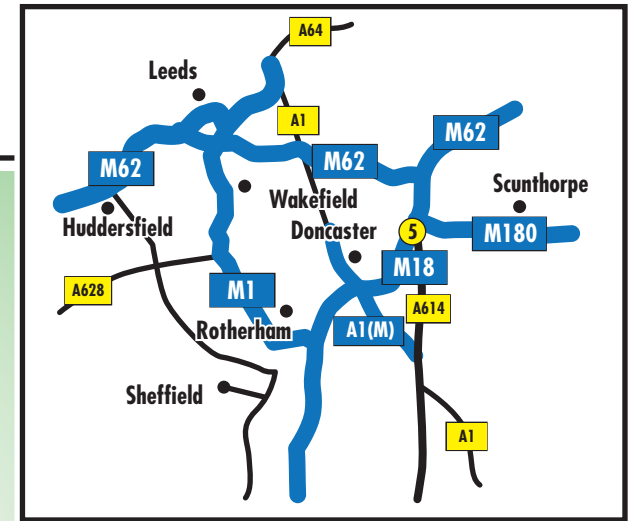 A64
Leeds
A1
M62
M62
M62
Scunthorpe
Wakefield
Huddersfield
Doncaster
5
M180
M18
A628
M1
A614
Rotherham
A1(M)
Sheffield
A1